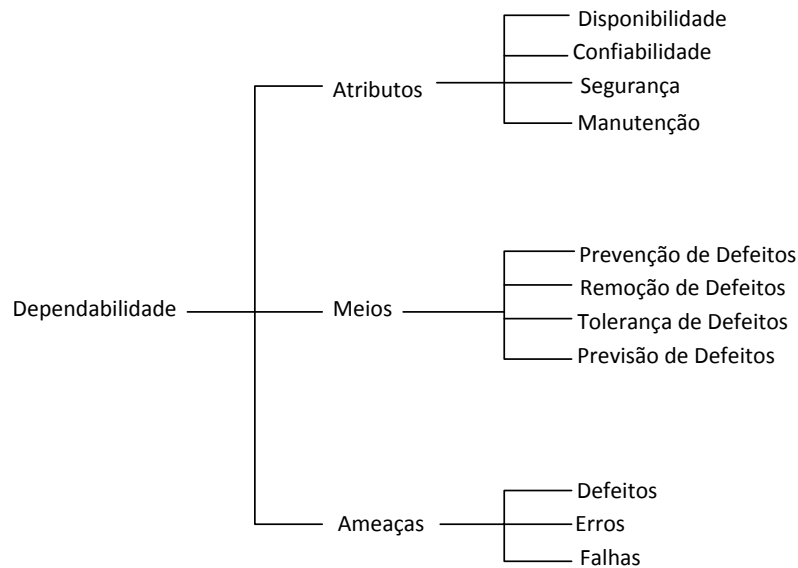 Dependabilidade
Atributos
Disponibilidade
Confiabilidade
Segurança
Manutenção
Meios
Prevenção de Defeitos
Remoção de Defeitos
Tolerança de Defeitos
Previsão de Defeitos
Ameaças
Defeitos
Erros
Falhas